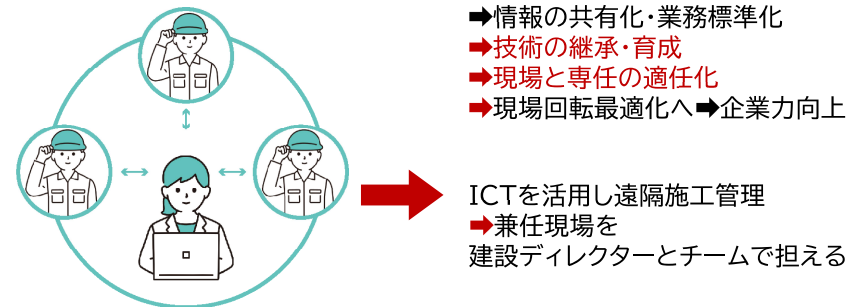 ➡情報の共有化・業務標準化
➡技術の継承・育成
➡現場と専任の適任化
➡現場回転最適化へ➡企業力向上
ICTを活用し遠隔施工管理
➡兼任現場を
建設ディレクターとチームで担える